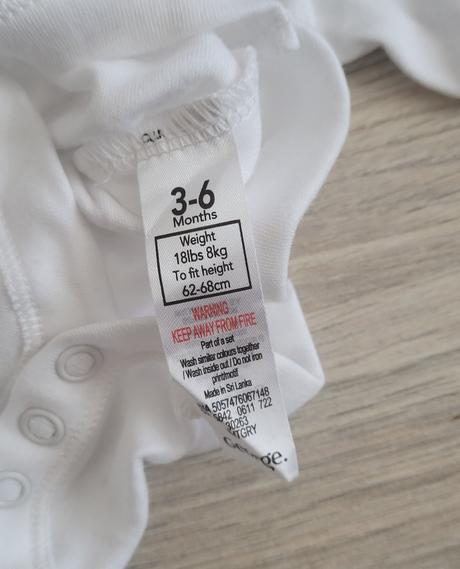 3-6
Months
Weight
18lbs 8kg
To fit height
62-68cm
WARNING
KEEP AWAY FROM FIRE
Part of a set
Wash similar colours together
/ Wash inside out / Do not iron
print/motif
Made in Sri Lanka
5057476067148
0611 722
30263
George.